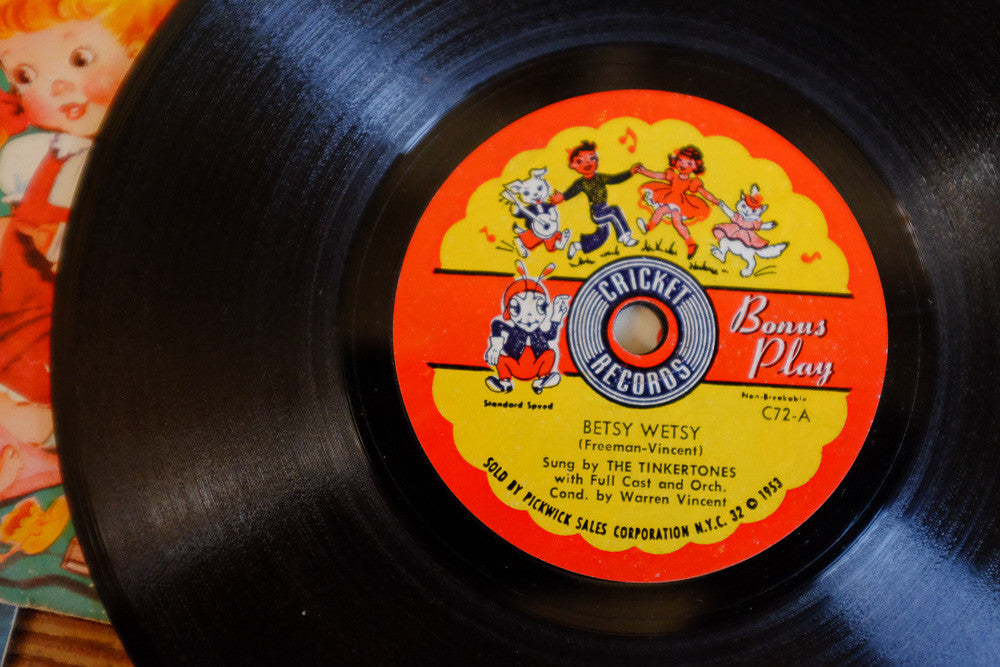 CRICKET
RECORDS
Bonus
Play
Standard Speed
Non-Breakable
C72-A
BETSY WETSY
(Freeman-Vincent)
Sung by THE TINKERTONES
with Full Cast and Orch.
Cond. by Warren Vincent
SOLD BY PICKWICK SALES CORPORATION N.Y.C. 32 © 1953